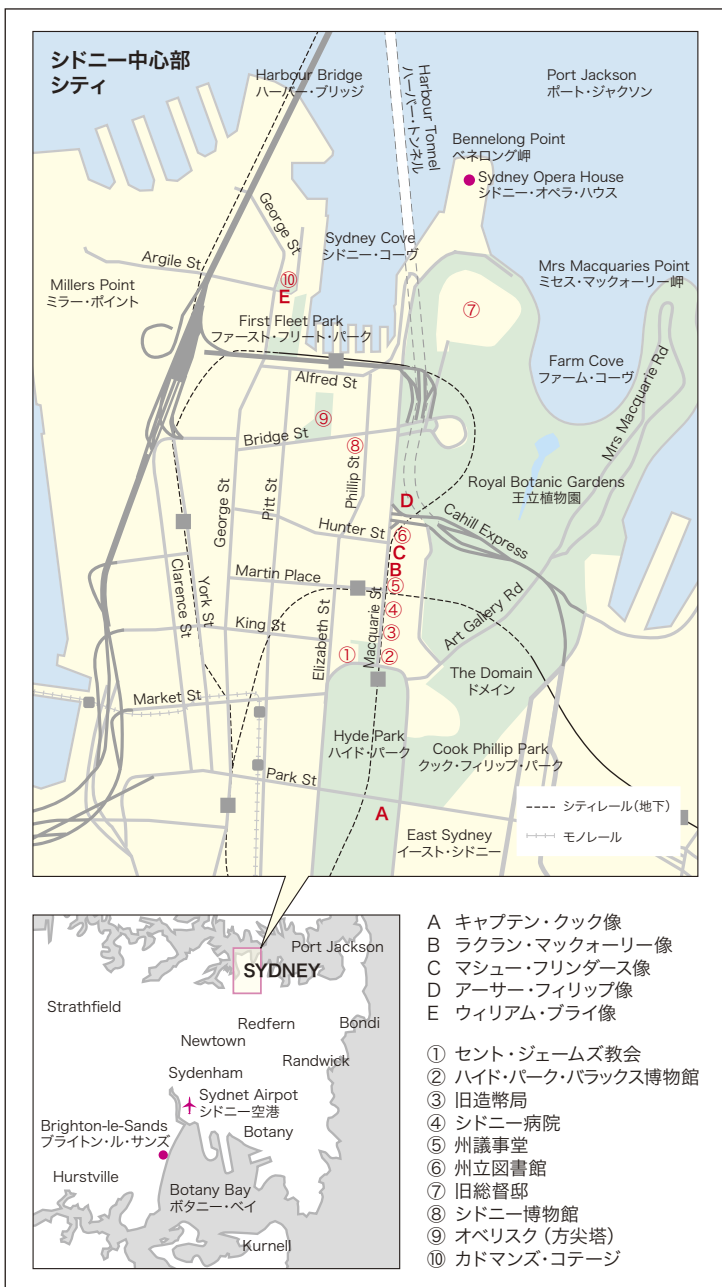 シドニー中心部
シティ
Harbour Bridge
ハーバー・ブリッジ
Harbour Tonnel
ハーバー・トンネル
Port Jackson
ポート・ジャクソン
Bennelong Point
ベネロング岬
Sydney Opera House
シドニー・オペラ・ハウス
George St
Sydney Cove
シドニー・コーヴ
Argile St
⑩
E
Millers Point
ミラー・ポイント
Mrs Macquaries Point
ミセス・マックォーリー岬
⑦
First Fleet Park
ファースト・フリート・パーク
Farm Cove
ファーム・コーヴ
Mrs Macquarie Rd
Alfred St
⑨
Bridge St
⑧
Phillip St
George St
Pitt St
Royal Botanic Gardens
王立植物園
D
Cahill Express
Hunter St
⑥
C
B
⑤
Martin Place
Clarence St
York St
④
Macquarie St
③
Art Gallery Rd
King St
Elizabeth St
①
②
The Domain
ドメイン
Market St
Hyde Park
ハイド・パーク
Cook Phillip Park
クック・フィリップ・パーク
Park St
A
East Sydney
イースト・シドニー
シティレール(地下)
モノレール
Port Jackson
SYDNEY
Strathfield
Redfern
Bondi
Newtown
Randwick
Sydenham
Sydnet Airpot
シドニー空港
Brighton-le-Sands
ブライトン・ル・サンズ
Botany
Hurstville
Botany Bay
ボタニー・ベイ
Kurnell
A キャプテン・クック像
B ラクラン・マックォーリー像
C マシュー・フリンダース像
D アーサー・フィリップ像
E ウィリアム・ブライ像
① セント・ジェームズ教会
② ハイド・パーク・バラックス博物館
③ 旧造幣局
④ シドニー病院
⑤ 州議事堂
⑥ 州立図書館
⑦ 旧総督邸
⑧ シドニー博物館
⑨ オベリスク(方尖塔)
⑩ カドマンズ・コテージ